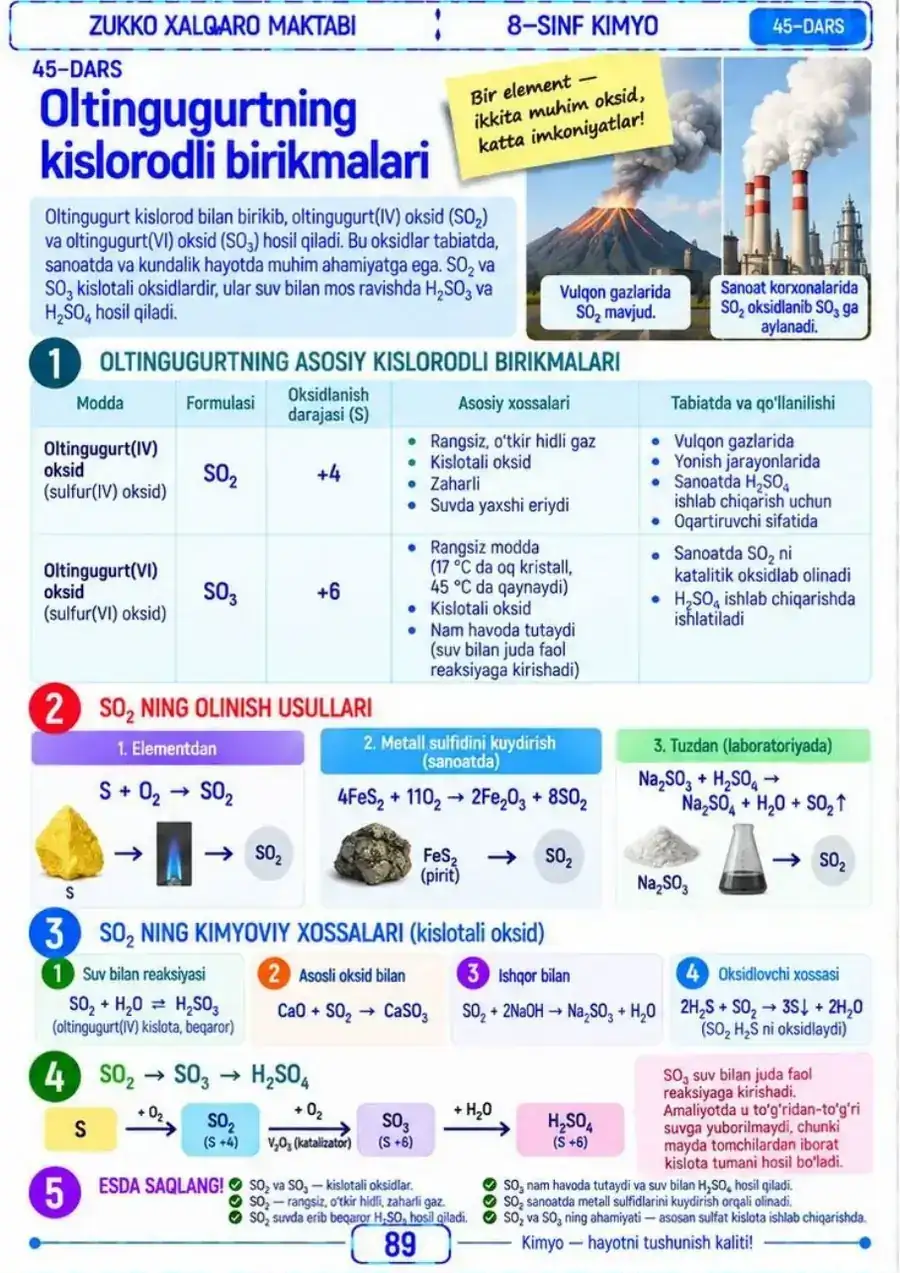 ZUKKO XALQARO MAKTABI
8-SINF KIMYO
45-DARS
45-DARS
Oltingugurtning
kislorodli birikmalari
Bir element —
ikkita muhim oksid,
katta imkoniyatlar!
Oltingugurt kislorod bilan birikib, oltingugurt(IV) oksid (SO₂)
va oltingugurt(VI) oksid (SO₃) hosil qiladi. Bu oksidlar tabiatda,
sanoatda va kundalik hayotda muhim ahamiyatga ega. SO₂ va
SO₃ kislotali oksidlardir, ular suv bilan mos ravishda H₂SO₃ va
H₂SO₄ hosil qiladi.
Vulqon gazlarida
SO₂ mavjud.
Sanoat korxonalarida
SO₂ oksidlanib SO₃ ga
aylanadi.
1 OLTINGUGURTNING ASOSIY KISLORODLI BIRIKMALARI
Modda
Formulasi
Oksidlanish
darajasi (S)
Asosiy xossalari
Tabiatda va qo'llanilishi
Oltingugurt(IV)
oksid
(sulfur(IV) oksid)
SO₂
+4
• Rangsiz, o'tkir hidli gaz
• Kislotali oksid
• Zaharli
• Suvda yaxshi eriydi
• Vulqon gazlarida
• Yonish jarayonlarida
• Sanoatda H₂SO₄
ishlab chiqarish uchun
• Oqartiruvchi sifatida
Oltingugurt(VI)
oksid
(sulfur(VI) oksid)
SO₃
+6
• Rangsiz modda
(17 °C da oq kristall,
45 °C da qaynaydi)
• Kislotali oksid
• Nam havoda tutaydi
(suv bilan juda faol
reaksiyaga kirishadi)
• Sanoatda SO₂ ni
katalitik oksidlab olinadi
• H₂SO₄ ishlab chiqarishda
ishlatiladi
2 SO₂ NING OLINISH USULLARI
1. Elementdan
S + O₂ → SO₂
S
SO₂
2. Metall sulfidini kuydirish
(sanoatda)
4FeS₂ + 11O₂ → 2Fe₂O₃ + 8SO₂
FeS₂
(pirit)
SO₂
3. Tuzdan (laboratoriyada)
Na₂SO₃ + H₂SO₄ →
Na₂SO₄ + H₂O + SO₂↑
Na₂SO₃
SO₂
3 SO₂ NING KIMYOVIY XOSSALARI (kislotali oksid)
1 Suv bilan reaksiyasi
SO₂ + H₂O ⇌ H₂SO₃
(oltingugurt(IV) kislota, beqaror)
2 Asosli oksid bilan
CaO + SO₂ → CaSO₃
3 Ishqor bilan
SO₂ + 2NaOH → Na₂SO₃ + H₂O
4 Oksidlovchi xossasi
2H₂S + SO₂ → 3S↓ + 2H₂O
(SO₂ H₂S ni oksidlaydi)
4 SO₂ → SO₃ → H₂SO₄
S
+ O₂
SO₂
(S +4)
+ O₂
V₂O₃ (katalizator)
SO₃
(S +6)
+ H₂O
H₂SO₄
(S +6)
SO₃ suv bilan juda faol
reaksiyaga kirishadi.
Amaliyotda u to'g'ridan-to'g'ri
suvga yuborilmaydi, chunki
mayda tomchilardan iborat
kislota tumani hosil bo'ladi.
5 ESDA SAQLANG!
SO₂ va SO₃ — kislotali oksidlar.
SO₂ — rangsiz, o'tkir hidli, zaharli gaz.
SO₂ suvda erib beqaror H₂SO₃ hosil qiladi.
SO₃ nam havoda tutaydi va suv bilan H₂SO₄ hosil qiladi.
SO₂ sanoatda metall sulfidlarini kuydirish orqali olinadi.
SO₂ va SO₃ ning ahamiyati — asosan sulfat kislota ishlab chiqarishda.
89
Kimyo — hayotni tushunish kaliti!